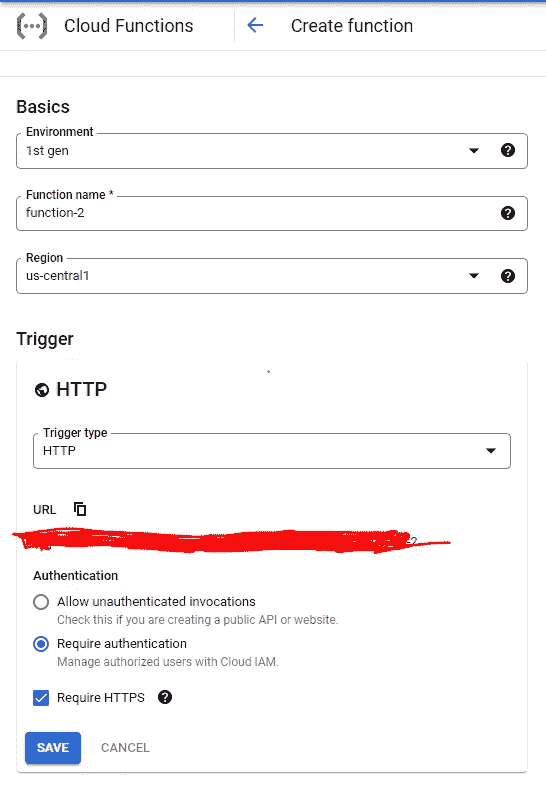 Cloud Functions
Create function
Basics
Environment
1st gen
Function name *
function-2
Region
us-central1
Trigger
HTTP
Trigger type
HTTP
URL
Authentication
Allow unauthenticated invocations
Check this if you are creating a public API or website.
Require authentication
Manage authorized users with Cloud IAM.
Require HTTPS
SAVE
CANCEL